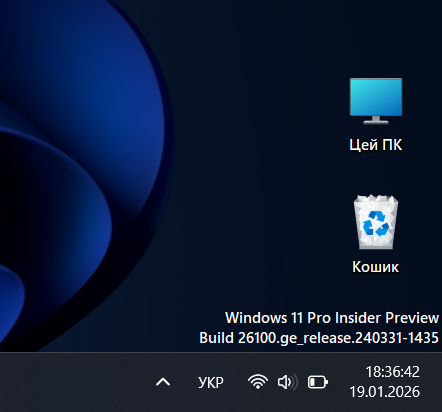 Цей ПК
Кошик
Windows 11 Pro Insider Preview
Build 26100.ge_release.240331-1435
УКР
18:36:42
19.01.2026